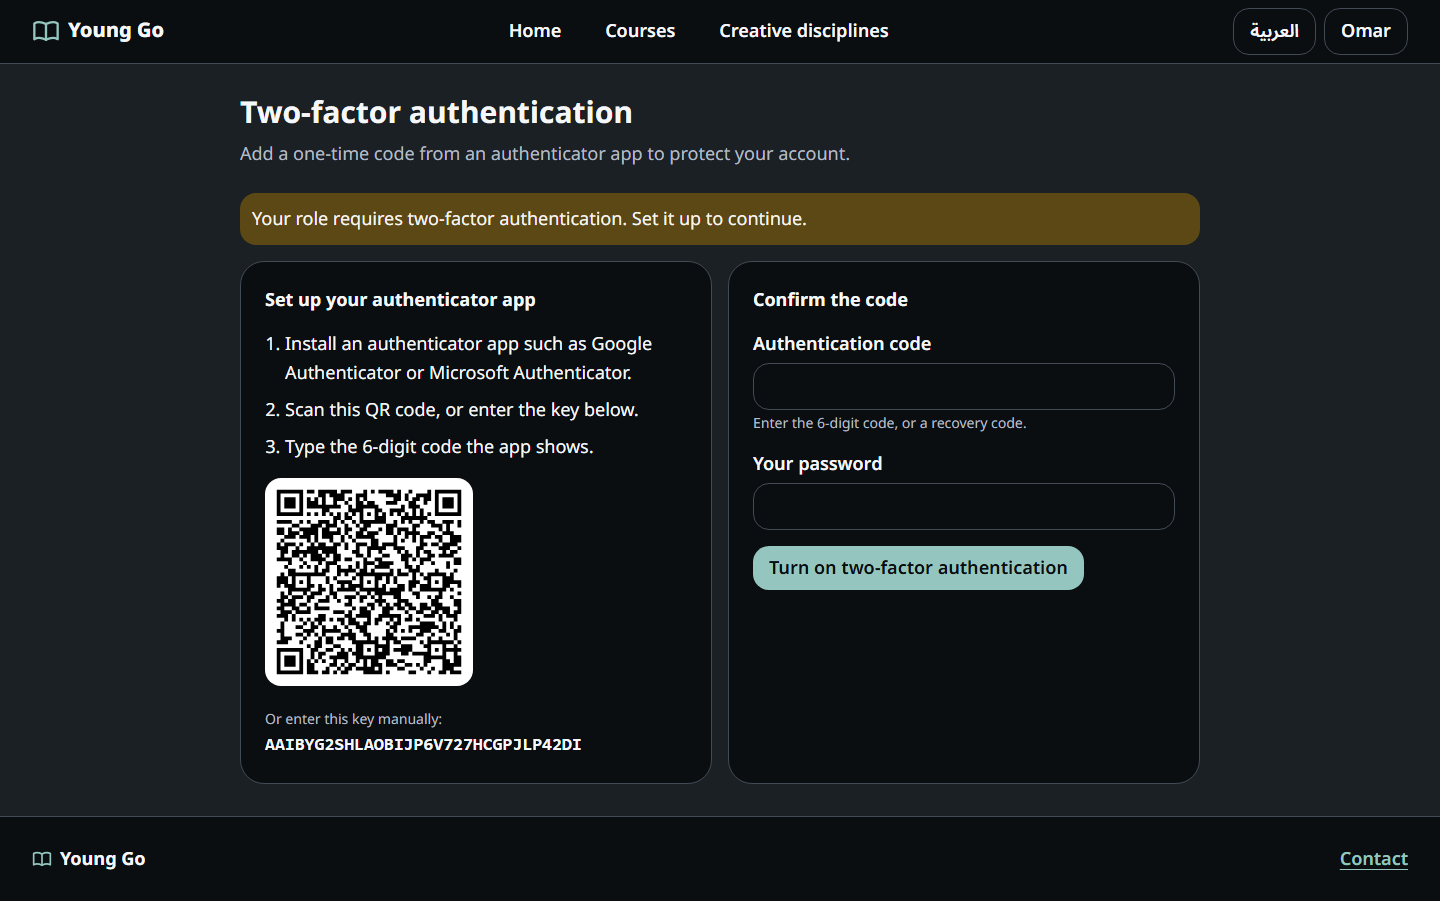 Young Go
Home
Courses
Creative disciplines
العربية
Omar
Two-factor authentication
Add a one-time code from an authenticator app to protect your account.
Your role requires two-factor authentication. Set it up to continue.
Set up your authenticator app
1. Install an authenticator app such as Google
Authenticator or Microsoft Authenticator.
2. Scan this QR code, or enter the key below.
3. Type the 6-digit code the app shows.
Or enter this key manually:
AAIBYG2SHLAOBIJP6V727HCGPJLP42DI
Confirm the code
Authentication code
Enter the 6-digit code, or a recovery code.
Your password
Turn on two-factor authentication
Young Go
Contact